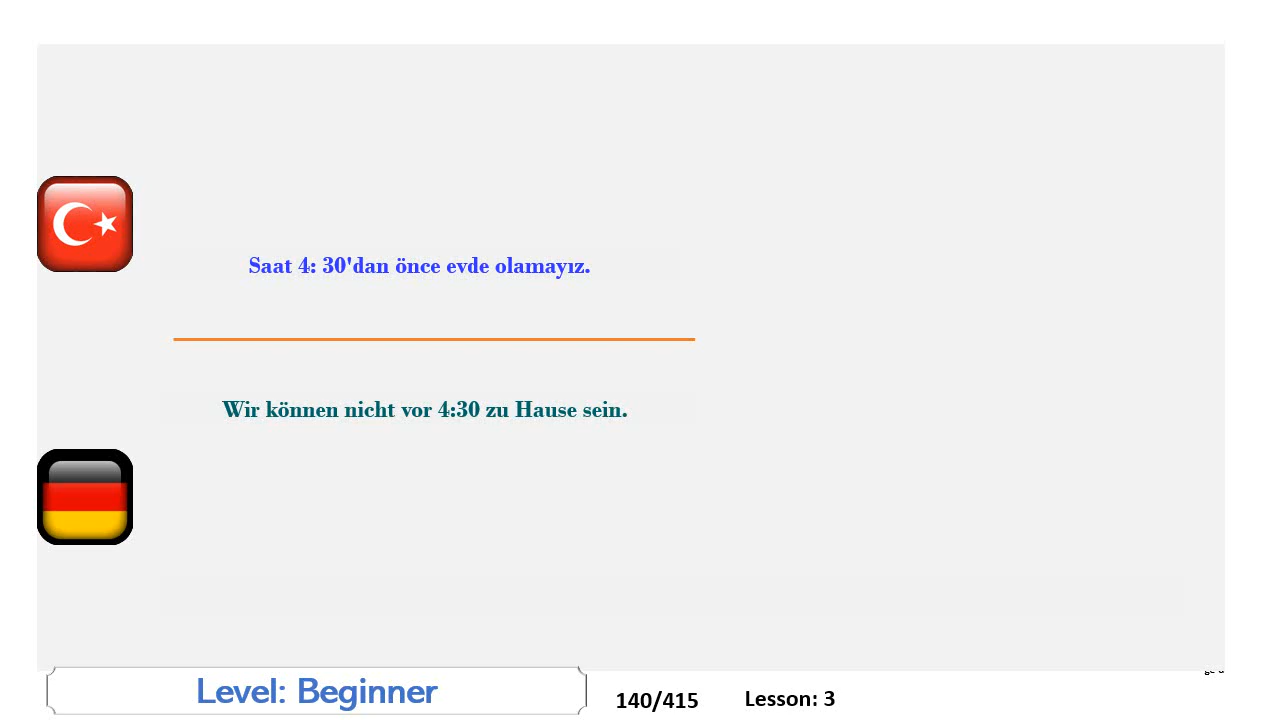 Saat 4: 30'dan önce evde olamayız.
Wir können nicht vor 4:30 zu Hause sein.
Level: Beginner
140/415
Lesson: 3